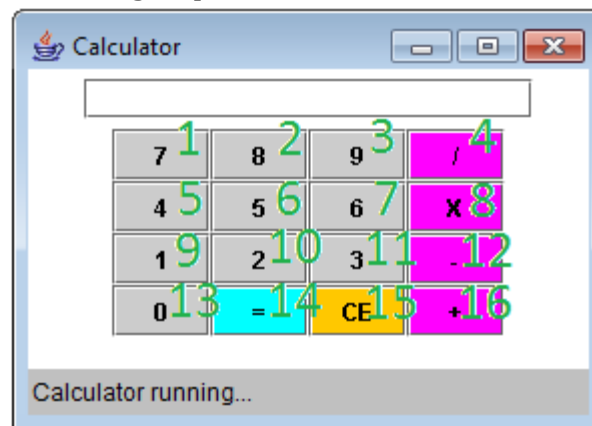 Calculator
7 1 8 2 9 3 / 4
4 5 5 6 6 7 X 8
1 9 2 10 3 11 - 12
0 13 = 14 CE 15 + 16
Calculator running...